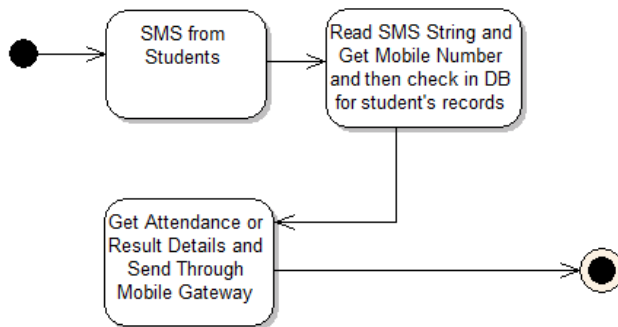 SMS from
Students
Read SMS String and
Get Mobile Number
and then check in DB
for student's records
Get Attendance or
Result Details and
Send Through
Mobile Gateway